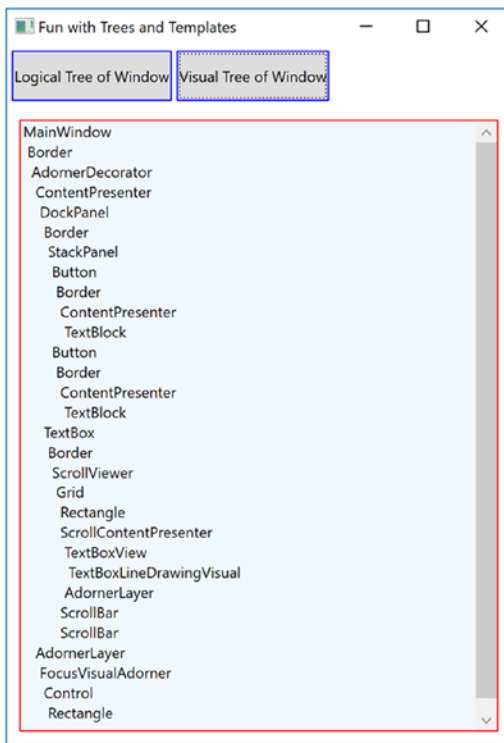 Fun with Trees and Templates
Logical Tree of Window
Visual Tree of Window
MainWindow
Border
AdornerDecorator
ContentPresenter
DockPanel
Border
StackPanel
Button
Border
ContentPresenter
TextBlock
Button
Border
ContentPresenter
TextBlock
TextBox
Border
ScrollViewer
Grid
Rectangle
ScrollContentPresenter
TextBoxView
TextBoxLineDrawingVisual
AdornerLayer
ScrollBar
ScrollBar
AdornerLayer
FocusVisualAdorner
Control
Rectangle